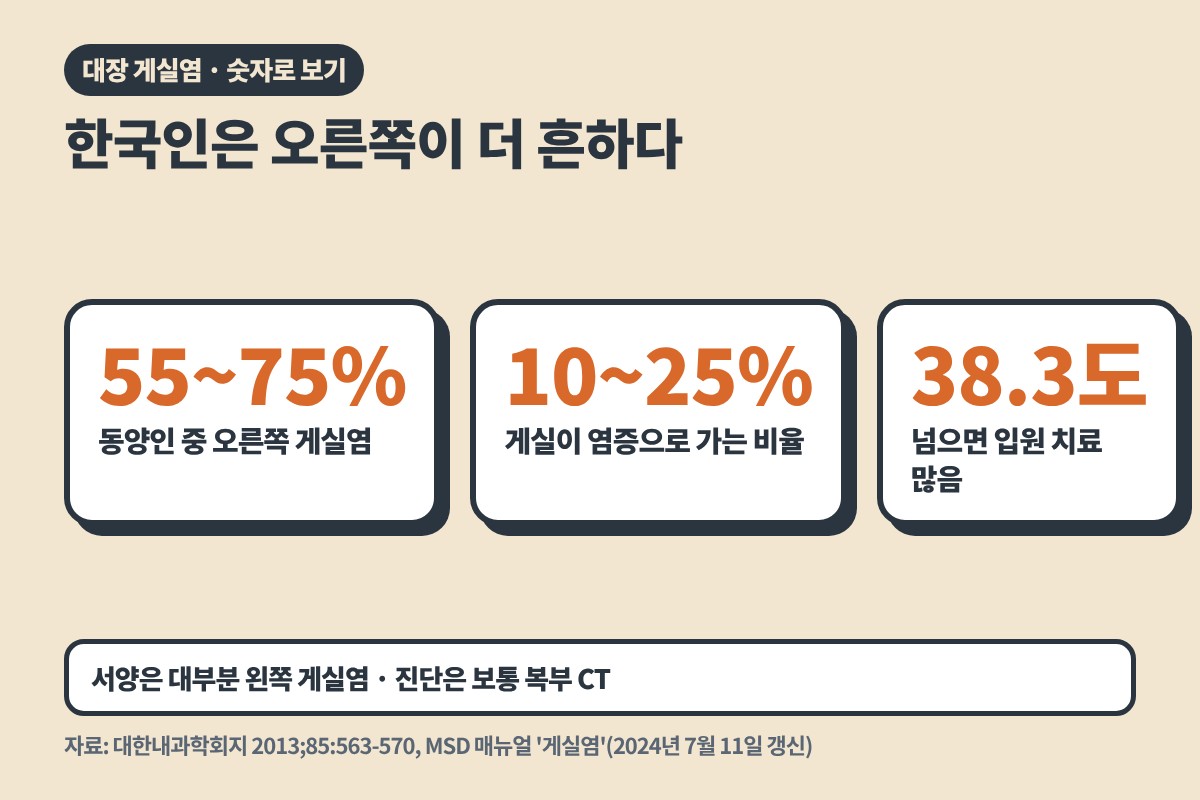 대장 게실염 · 숫자로 보기
한국인은 오른쪽이 더 흔하다
55~75%
동양인 중 오른쪽 게실염
10~25%
게실이 염증으로 가는 비율
38.3도
넘으면 입원 치료
많음
서양은 대부분 왼쪽 게실염 · 진단은 보통 복부 CT
자료: 대한내과학회지 2013;85:563-570, MSD 매뉴얼 '게실염'(2024년 7월 11일 갱신)